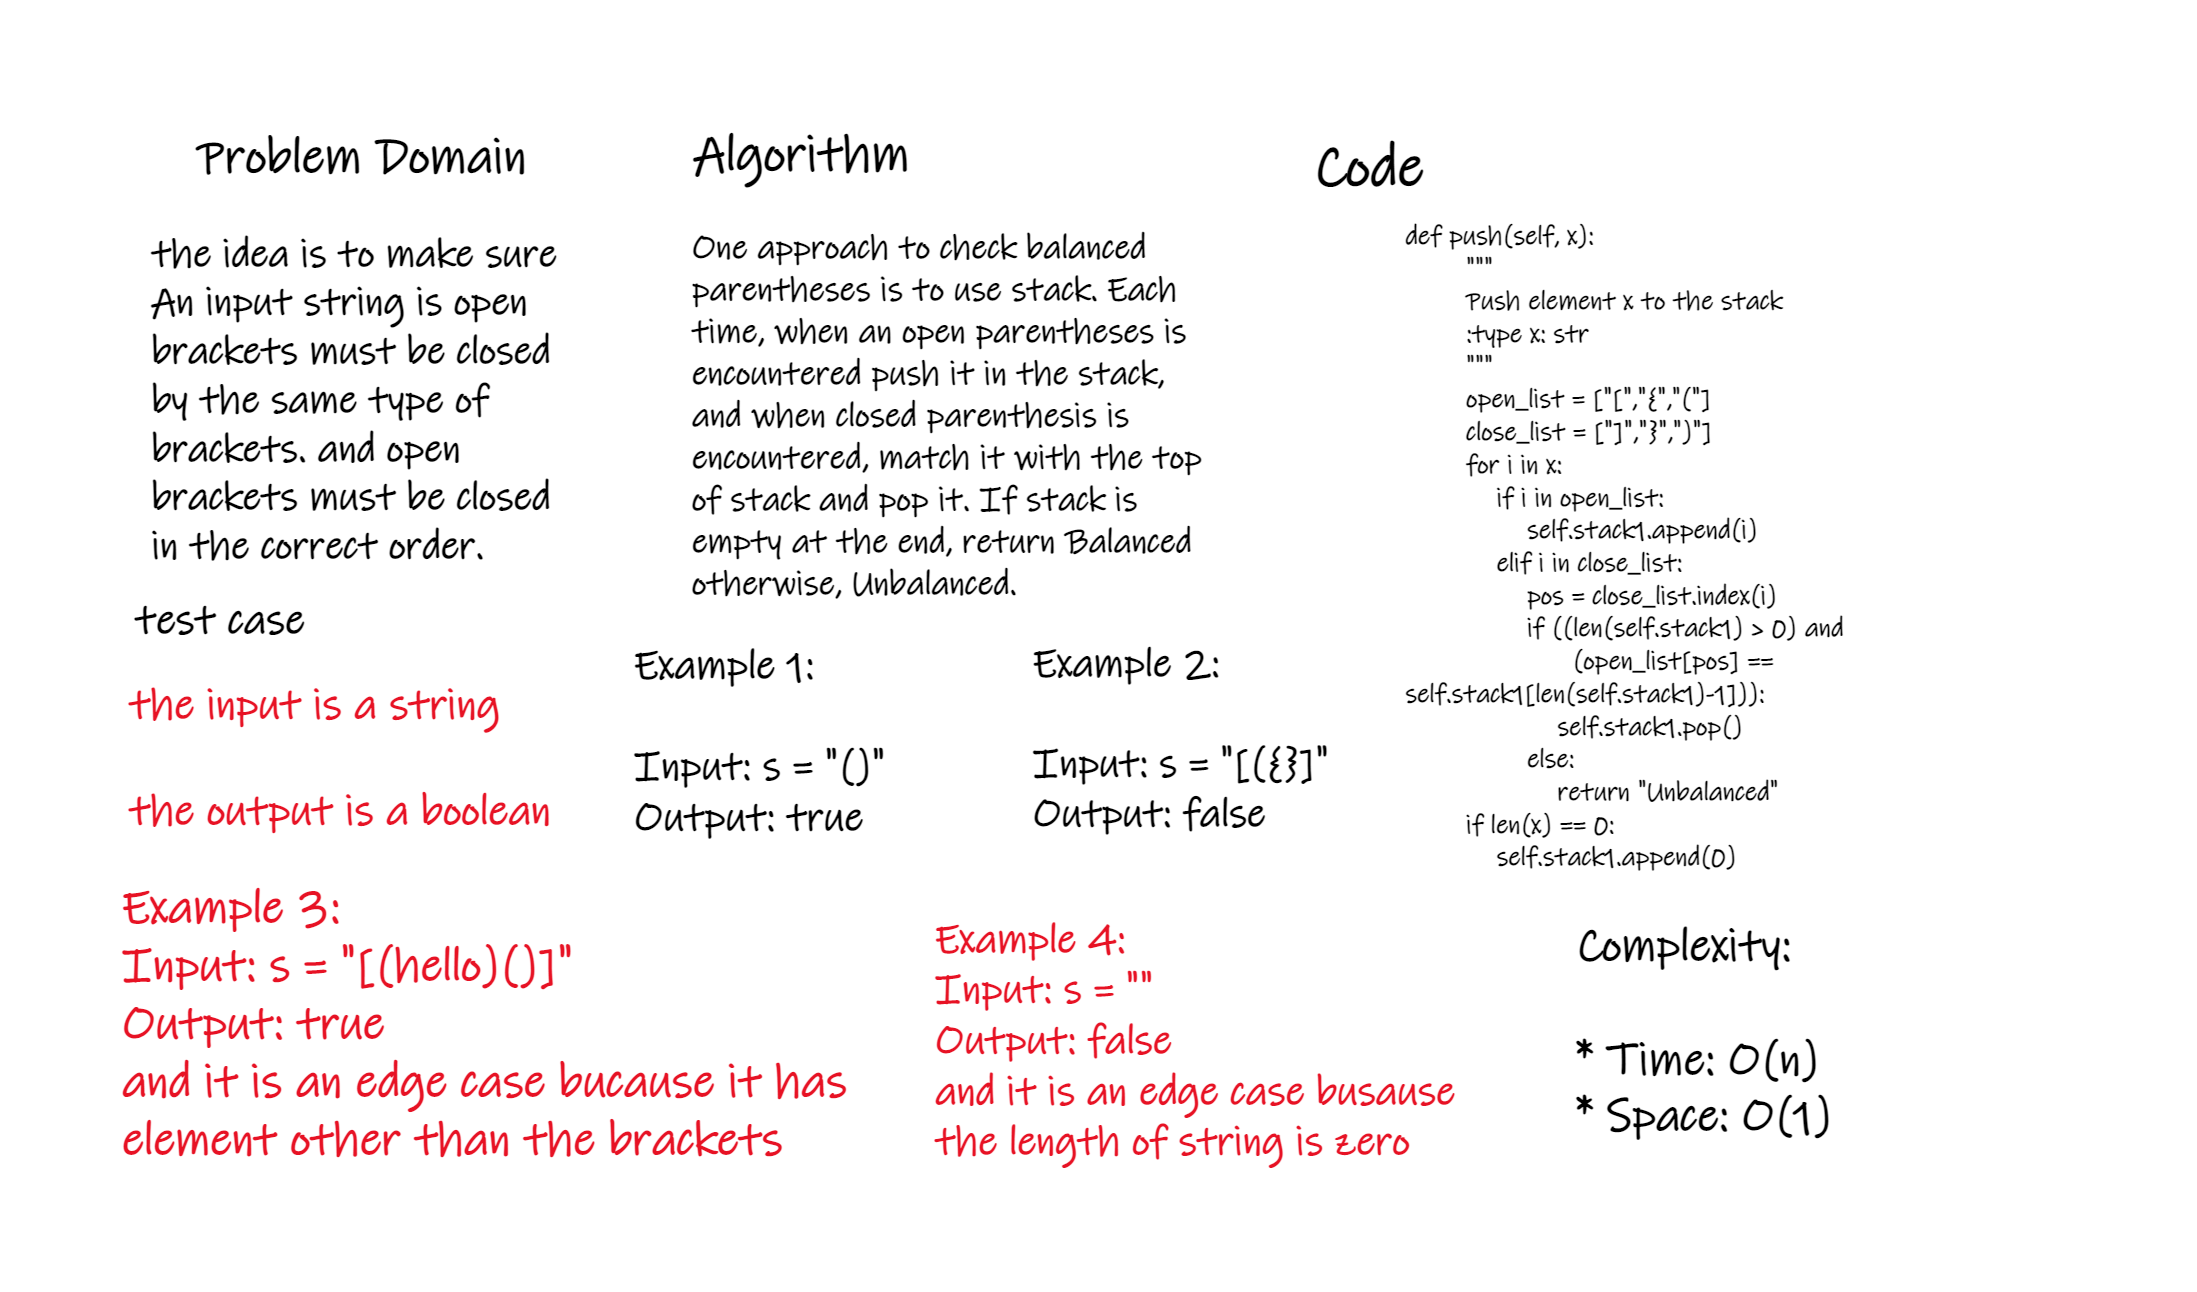 Problem Domain
the idea is to make sure
An input string is open
brackets must be closed
by the same type of
brackets. and open
brackets must be closed
in the correct order.
test case
the input is a string
the output is a boolean
Algorithm
One approach to check balanced
parentheses is to use stack. Each
time, when an open parentheses is
encountered push it in the stack,
and when closed parenthesis is
encountered, match it with the top
of stack and pop it. If stack is
empty at the end, return Balanced
otherwise, Unbalanced.
Example 1:
Input: s = "()"
Output: true
Example 2:
Input: s = "[({}]"
Output: false
Example 3:
Input: s = "[(hello)()]"
Output: true
and it is an edge case bucause it has
element other than the brackets
Example 4:
Input: s = ""
Output: false
and it is an edge case busause
the length of string is zero
Code
def push(self, x):
"""
Push element x to the stack
:type x: str
"""
open_list = ["[","{","("]
close_list = ["]","}",")"]
for i in x:
if i in open_list:
self.stack1.append(i)
elif i in close_list:
pos = close_list.index(i)
if ((len(self.stack1) > 0) and
(open_list[pos] ==
self.stack1[len(self.stack1)-1])):
self.stack1.pop()
else:
return "Unbalanced"
if len(x) == 0:
self.stack1.append(0)
Complexity:
* Time: O(n)
* Space: O(1)